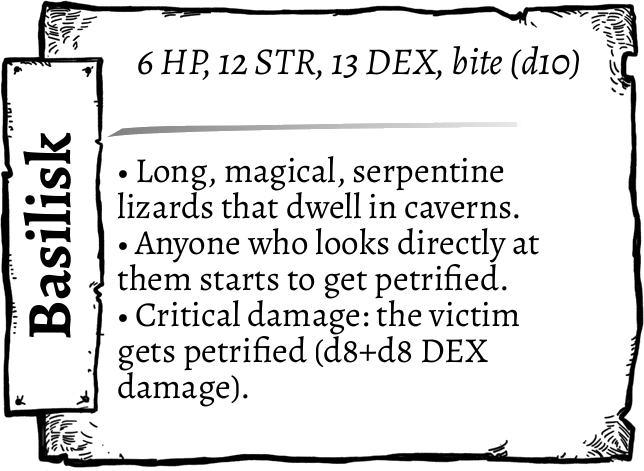 Basilisk
6 HP, 12 STR, 13 DEX, bite (d10)
• Long, magical, serpentine
lizards that dwell in caverns.
• Anyone who looks directly at
them starts to get petrified.
• Critical damage: the victim
gets petrified (d8+d8 DEX
damage).